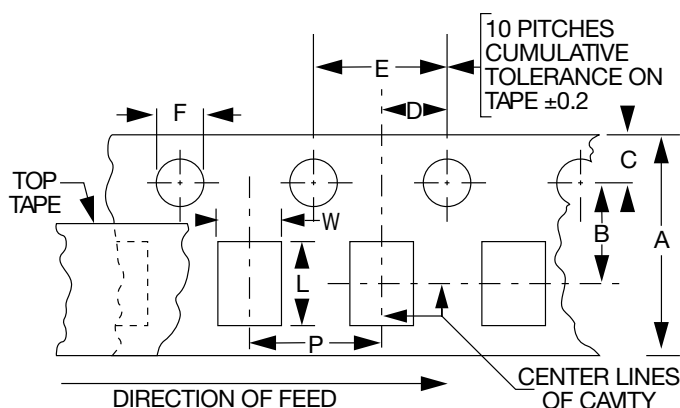 10 PITCHES
CUMULATIVE
TOLERANCE ON
TAPE ±0.2
E
F
D
C
TOP
TAPE
W
B
A
L
P
CENTER LINES
OF CAVITY
DIRECTION OF FEED